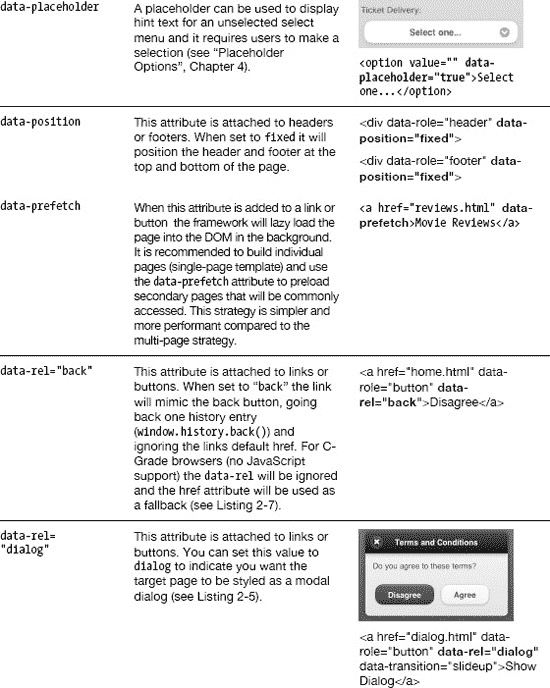 data-placeholder
A placeholder can be used to display
hint text for an unselected select
menu and it requires users to make a
selection (see “Placeholder
Options”, Chapter 4).
Ticket Delivery:
Select one...
<option value="" data-
placeholder="true">Select
one...</option>
data-position
This attribute is attached to headers
or footers. When set to fixed it will
position the header and footer at the
top and bottom of the page.
<div data-role="header" data-
position="fixed">
<div data-role="footer" data-
position="fixed">
data-prefetch
When this attribute is added to a link or
button the framework will lazy load the
page into the DOM in the background.
It is recommended to build individual
pages (single-page template) and use
the data-prefetch attribute to preload
secondary pages that will be commonly
accessed. This strategy is simpler and
more performant compared to the
multi-page strategy.
<a href="reviews.html" data-
prefetch>Movie Reviews</a>
data-rel="back"
This attribute is attached to links or
buttons. When set to “back” the link
will mimic the back button, going
back one history entry
(window.history.back()) and
ignoring the links default href. For C-
Grade browsers (no JavaScript
support) the data-rel will be ignored
and the href attribute will be used as
a fallback (see Listing 2-7).
<a href="home.html" data-
role="button" data-
rel="back">Disagree</a>
data-rel=
"dialog"
This attribute is attached to links or
buttons. You can set this value to
dialog to indicate you want the
target page to be styled as a modal
dialog (see Listing 2-5).
Terms and Conditions
Do you agree to these terms?
Disagree Agree
<a href="dialog.html" data-
role="button" data-rel="dialog"
data-transition="slideup">Show
Dialog</a>